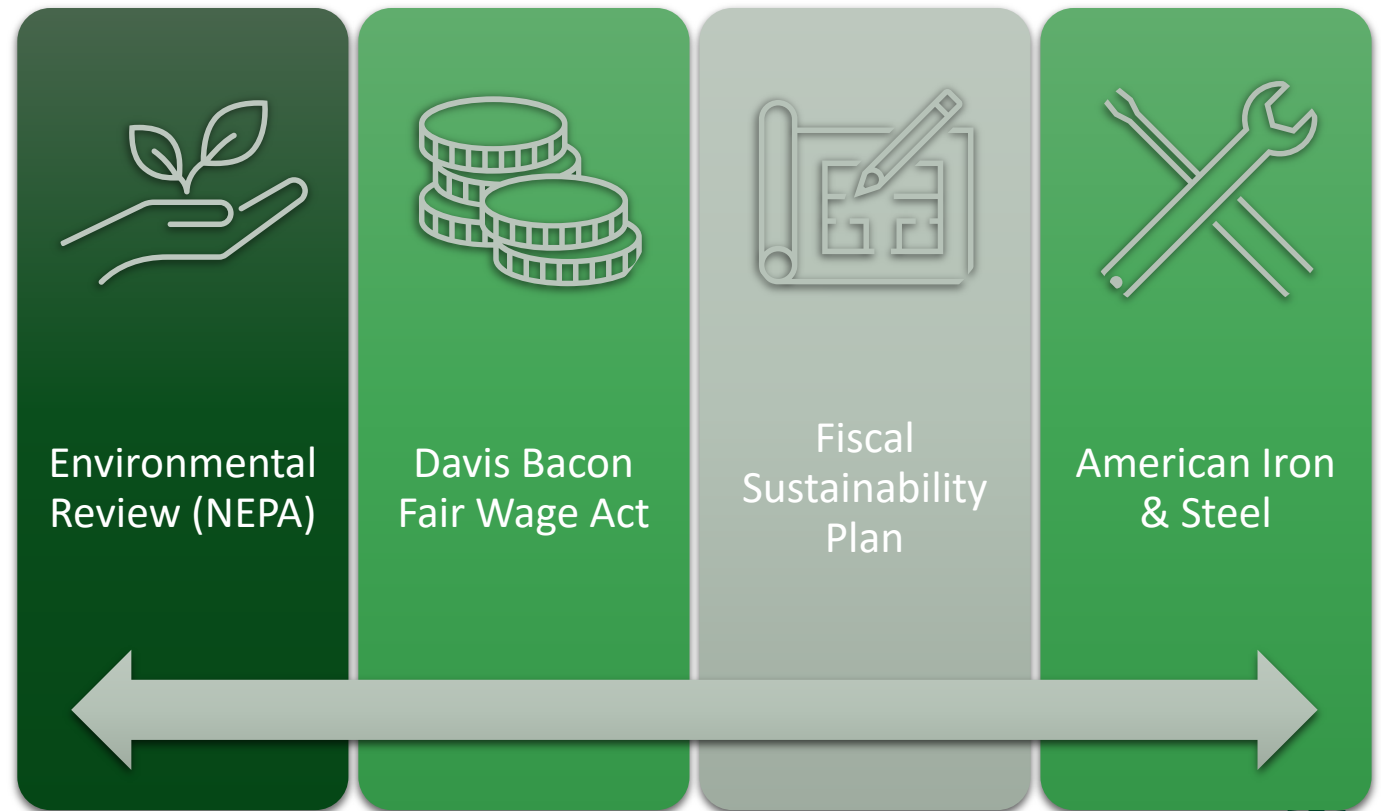 Environmental
Review (NEPA)
Davis Bacon
Fair Wage Act
Fiscal
Sustainability
Plan
American Iron
& Steel